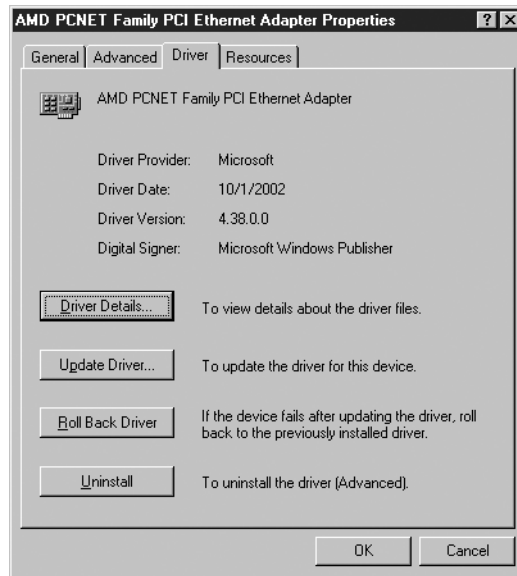 AMD PCNET Family PCI Ethernet Adapter Properties
General Advanced Driver Resources
AMD PCNET Family PCI Ethernet Adapter
Driver Provider: Microsoft
Driver Date: 10/1/2002
Driver Version: 4.38.0.0
Digital Signer: Microsoft Windows Publisher
Driver Details... To view details about the driver files.
Update Driver... To update the driver for this device.
Roll Back Driver If the device fails after updating the driver, roll
back to the previously installed driver.
Uninstall To uninstall the driver (Advanced).
OK Cancel